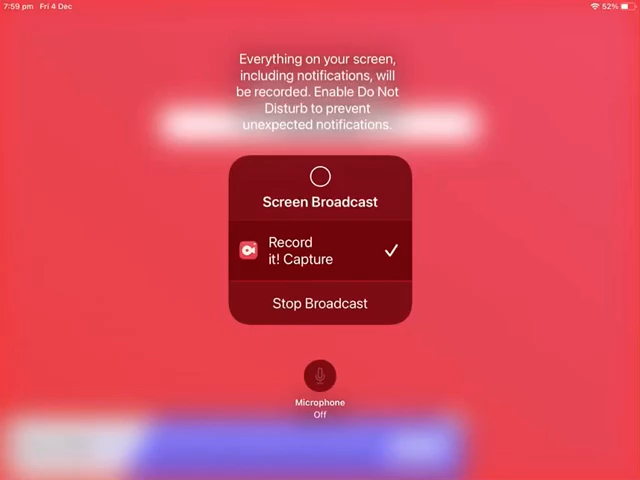 7:59 pm Fri 4 Dec
52%
Everything on your screen,
including notifications, will
be recorded. Enable Do Not
Disturb to prevent
unexpected notifications.
Screen Broadcast
Record
it! Capture
Stop Broadcast
Microphone
Off